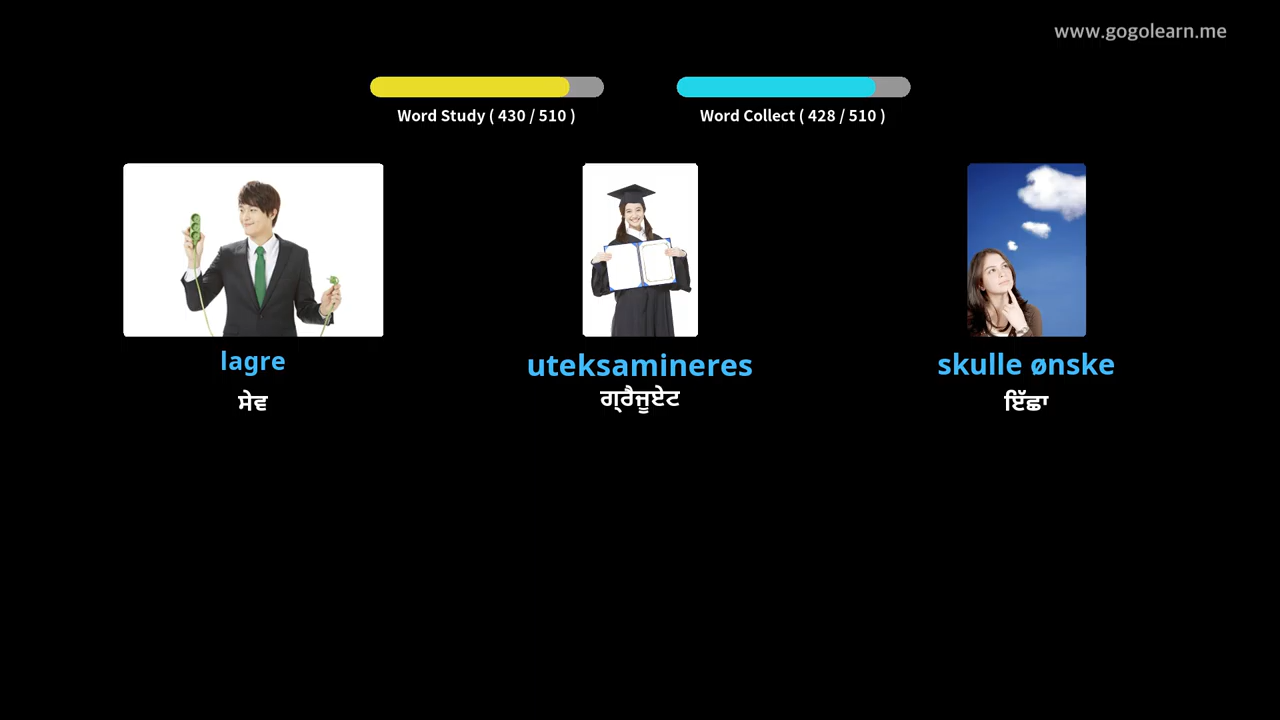 www.gogolearn.me
Word Study ( 430 / 510 )
Word Collect ( 428 / 510 )
lagre
uteksamineres
skulle ønske
ਸੇਵ
ਗ੍ਰੈਜੂਏਟ
ਇੱਛਾ